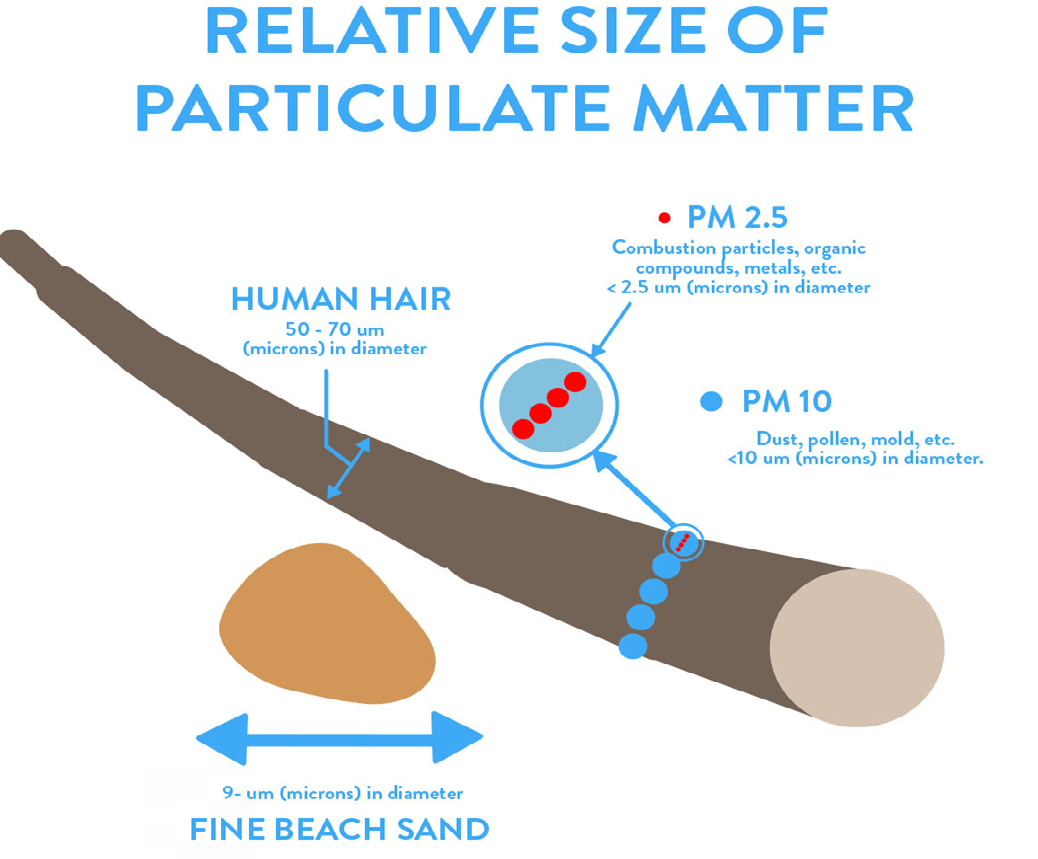 RELATIVE SIZE OF
PARTICULATE MATTER
PM 2.5
Combustion particles, organic
compounds, metals, etc.
< 2.5 um (microns) in diameter
HUMAN HAIR
50 - 70 um
(microns) in diameter
PM 10
Dust, pollen, mold, etc.
<10 um (microns) in diameter.
9- um (microns) in diameter
FINE BEACH SAND